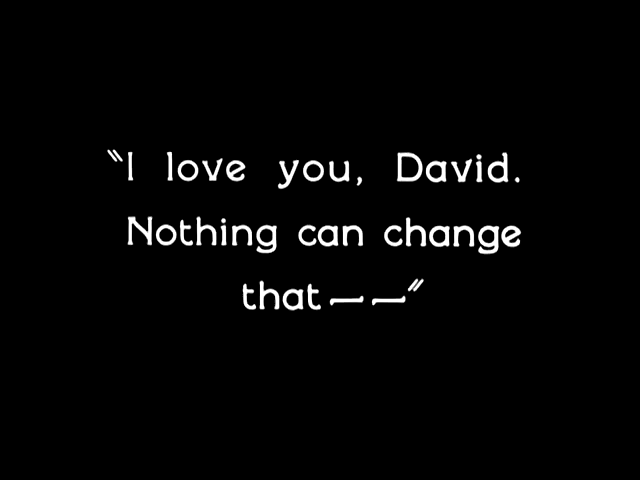 "I love you, David.
Nothing can change
that — —"